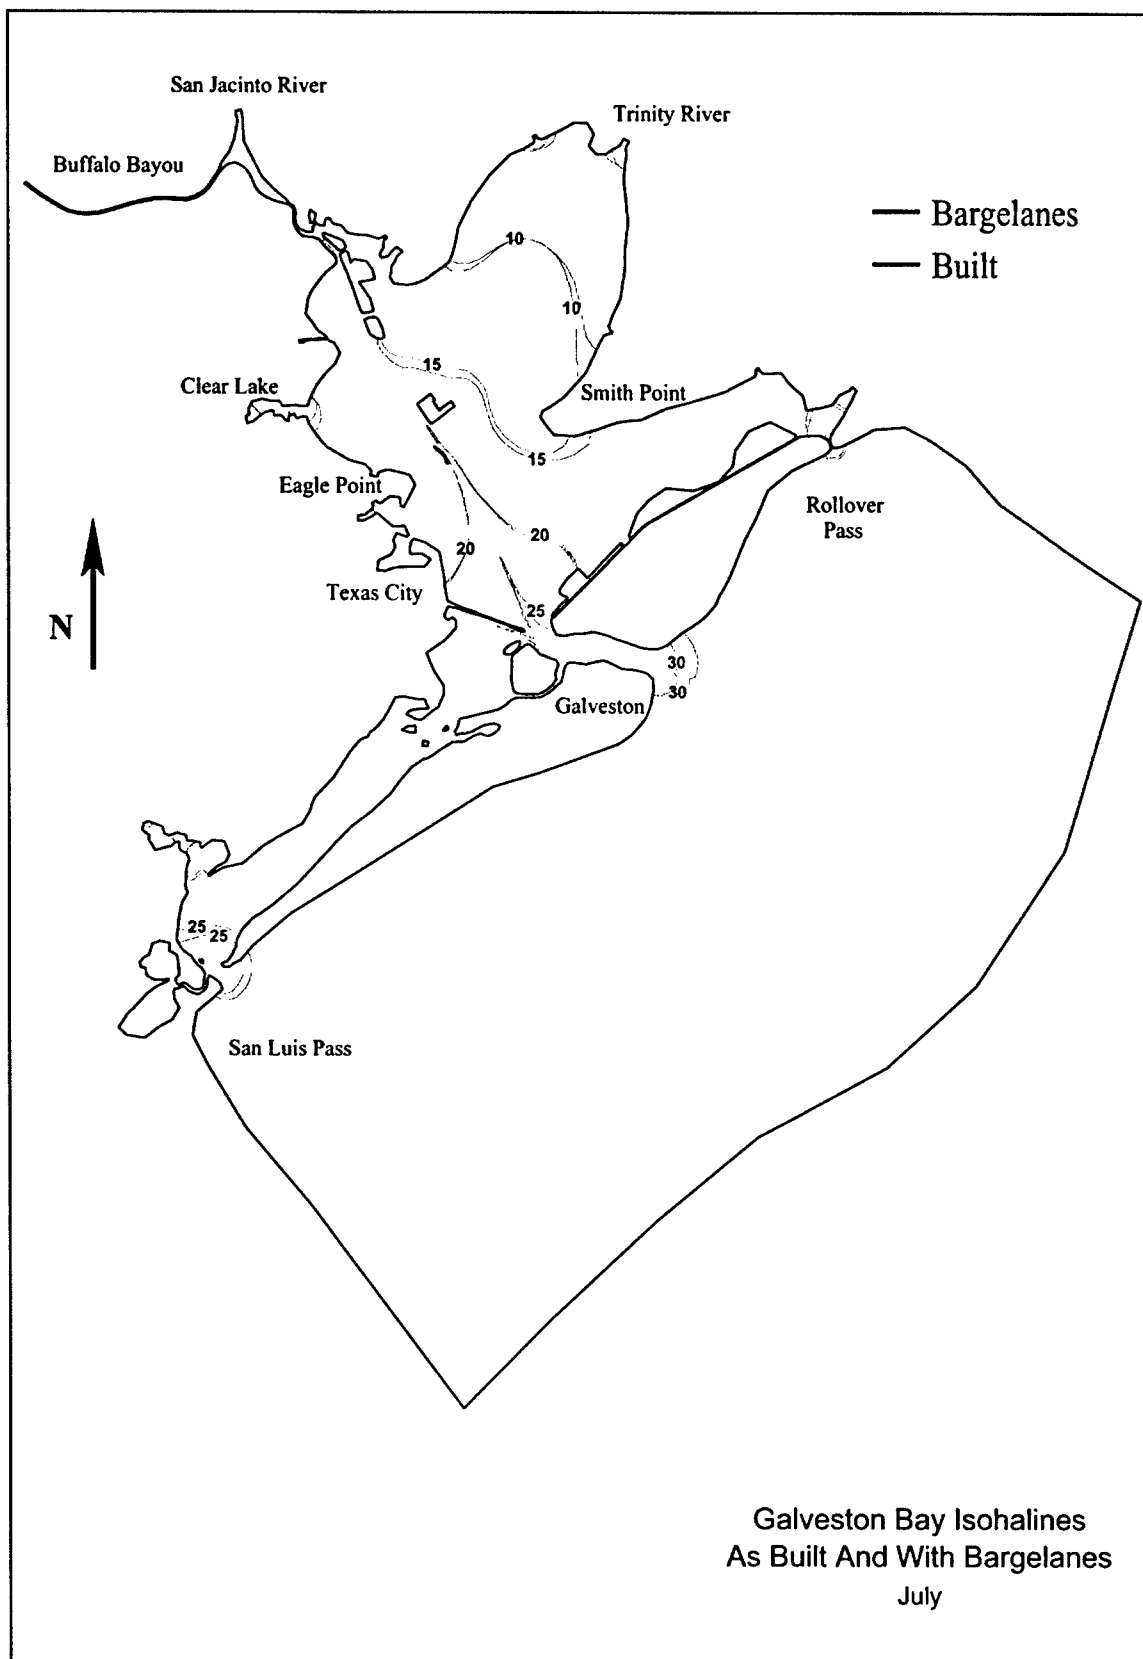 San Jacinto River
Trinity River
Buffalo Bayou
Bargelanes
Built
10
10
15
Clear Lake
Smith Point
15
Eagle Point
Rollover
Pass
20
20
Texas City
25
N
30
30
Galveston
25
25
San Luis Pass
Galveston Bay Isohalines
As Built And With Bargelanes
July